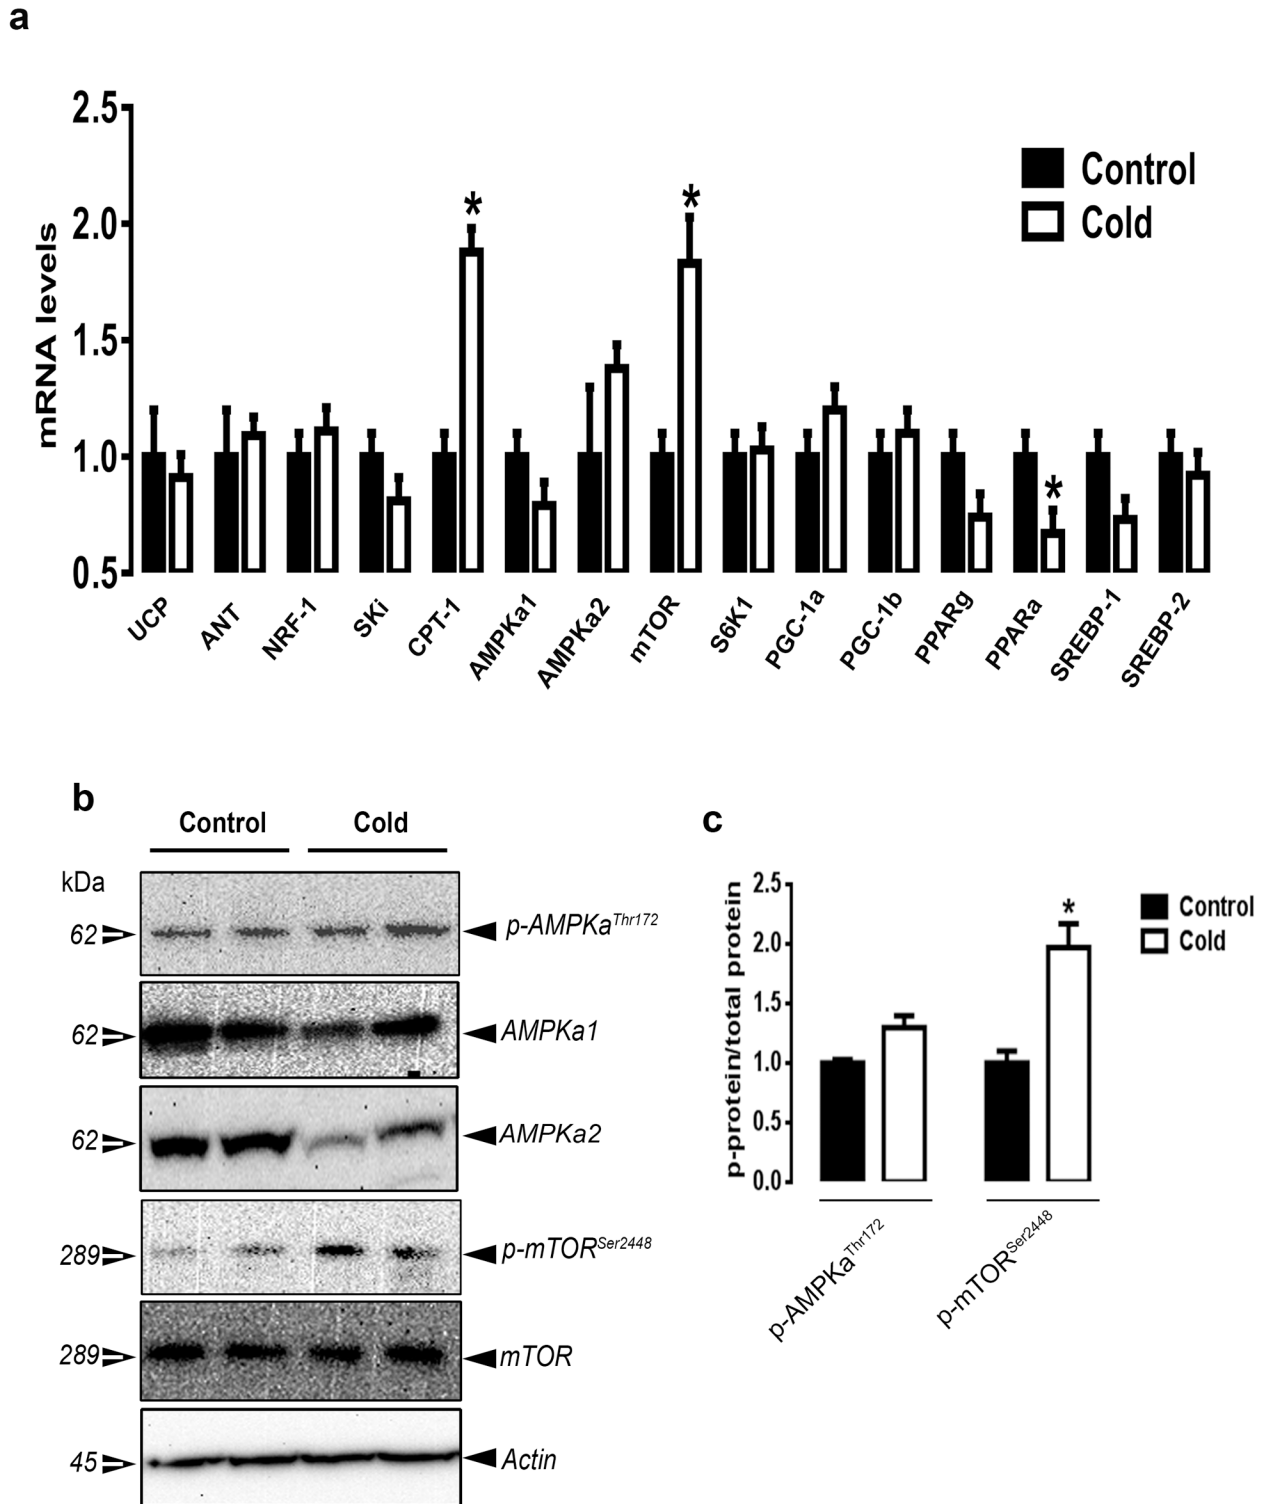 a
2.5
2.0
1.5
1.0
0.5
mRNA levels
*
*
*
Control
Cold
UCP
ANT
NRF-1
SKi
CPT-1
AMPKa1
AMPKa2
mTOR
S6K1
PGC-1a
PGC-1b
PPARg
PPARa
SREBP-1
SREBP-2
b
Control Cold
kDa
62 p-AMPKaThr172
62 AMPKa1
62 AMPKa2
289 p-mTORSer2448
289 mTOR
45 Actin
c
2.5
2.0
1.5
1.0
0.5
0.0
p-protein/total protein
*
Control
Cold
p-AMPKaThr172
p-mTORSer2448